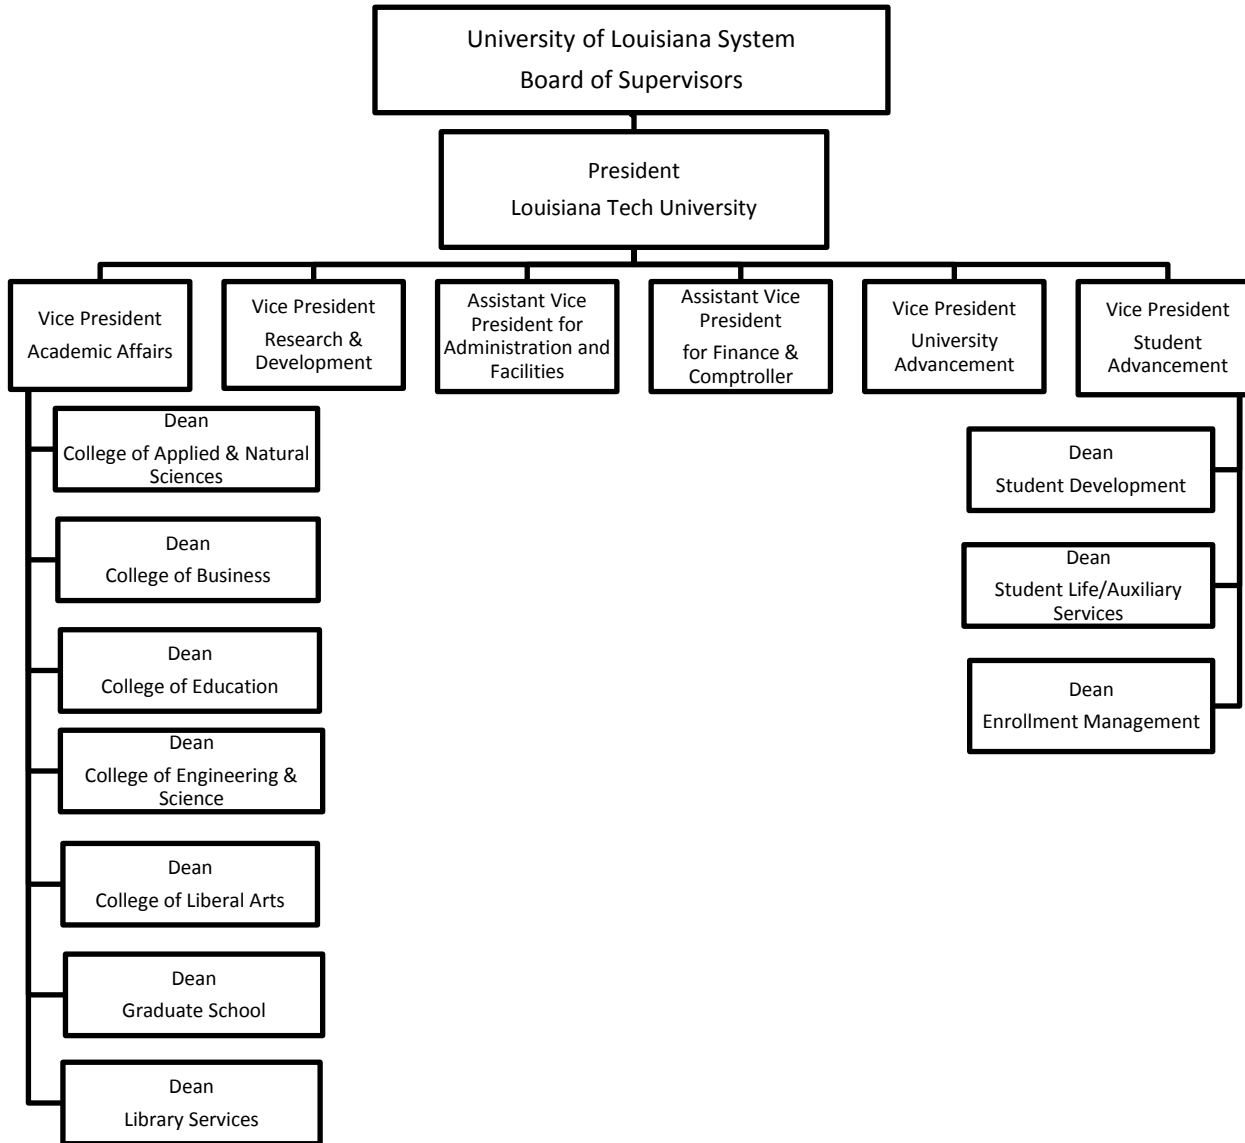 University of Louisiana System
Board of Supervisors
President
Louisiana Tech University
Vice President
Academic Affairs
Vice President
Research &
Development
Assistant Vice
President for
Administration and
Facilities
Assistant Vice
President
for Finance &
Comptroller
Vice President
University
Advancement
Vice President
Student
Advancement
Dean
College of Applied & Natural
Sciences
Dean
College of Business
Dean
College of Education
Dean
College of Engineering &
Science
Dean
College of Liberal Arts
Dean
Graduate School
Dean
Library Services
Dean
Student Development
Dean
Student Life/Auxiliary
Services
Dean
Enrollment Management